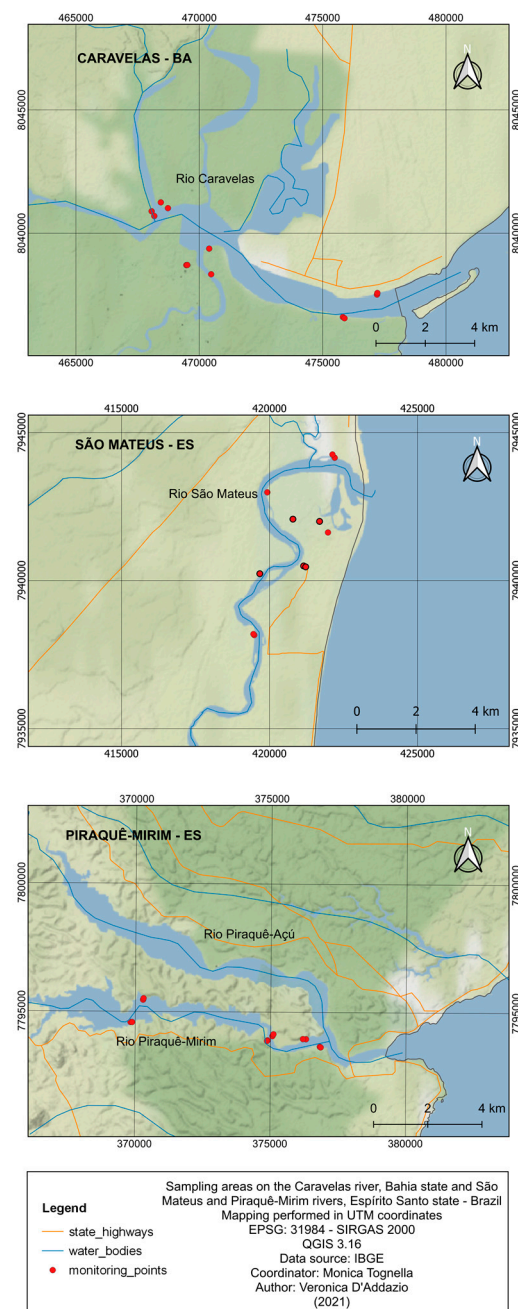 465000 470000 475000 480000
CARAVELAS - BA
N
8045000 8045000
Rio Caravelas
8040000 8040000
0 2 4 km
465000 470000 475000 480000
415000 420000 425000
7945000 7945000
SÃO MATEUS - ES
N
Rio São Mateus
7940000 7940000
0 2 4 km
7935000 7935000
415000 420000 425000
370000 375000 380000
PIRAQUÊ-MIRIM - ES
N
7800000 7800000
Rio Piraquê-Açú
7795000 7795000
Rio Piraquê-Mirim
0 2 4 km
370000 375000 380000
Legend
state_highways
water_bodies
monitoring_points
Sampling areas on the Caravelas river, Bahia state and São
Mateus and Piraquê-Mirim rivers, Espírito Santo state - Brazil
Mapping performed in UTM coordinates
EPSG: 31984 - SIRGAS 2000
QGIS 3.16
Data source: IBGE
Coordinator: Monica Tognella
Author: Veronica D'Addazio
(2021)